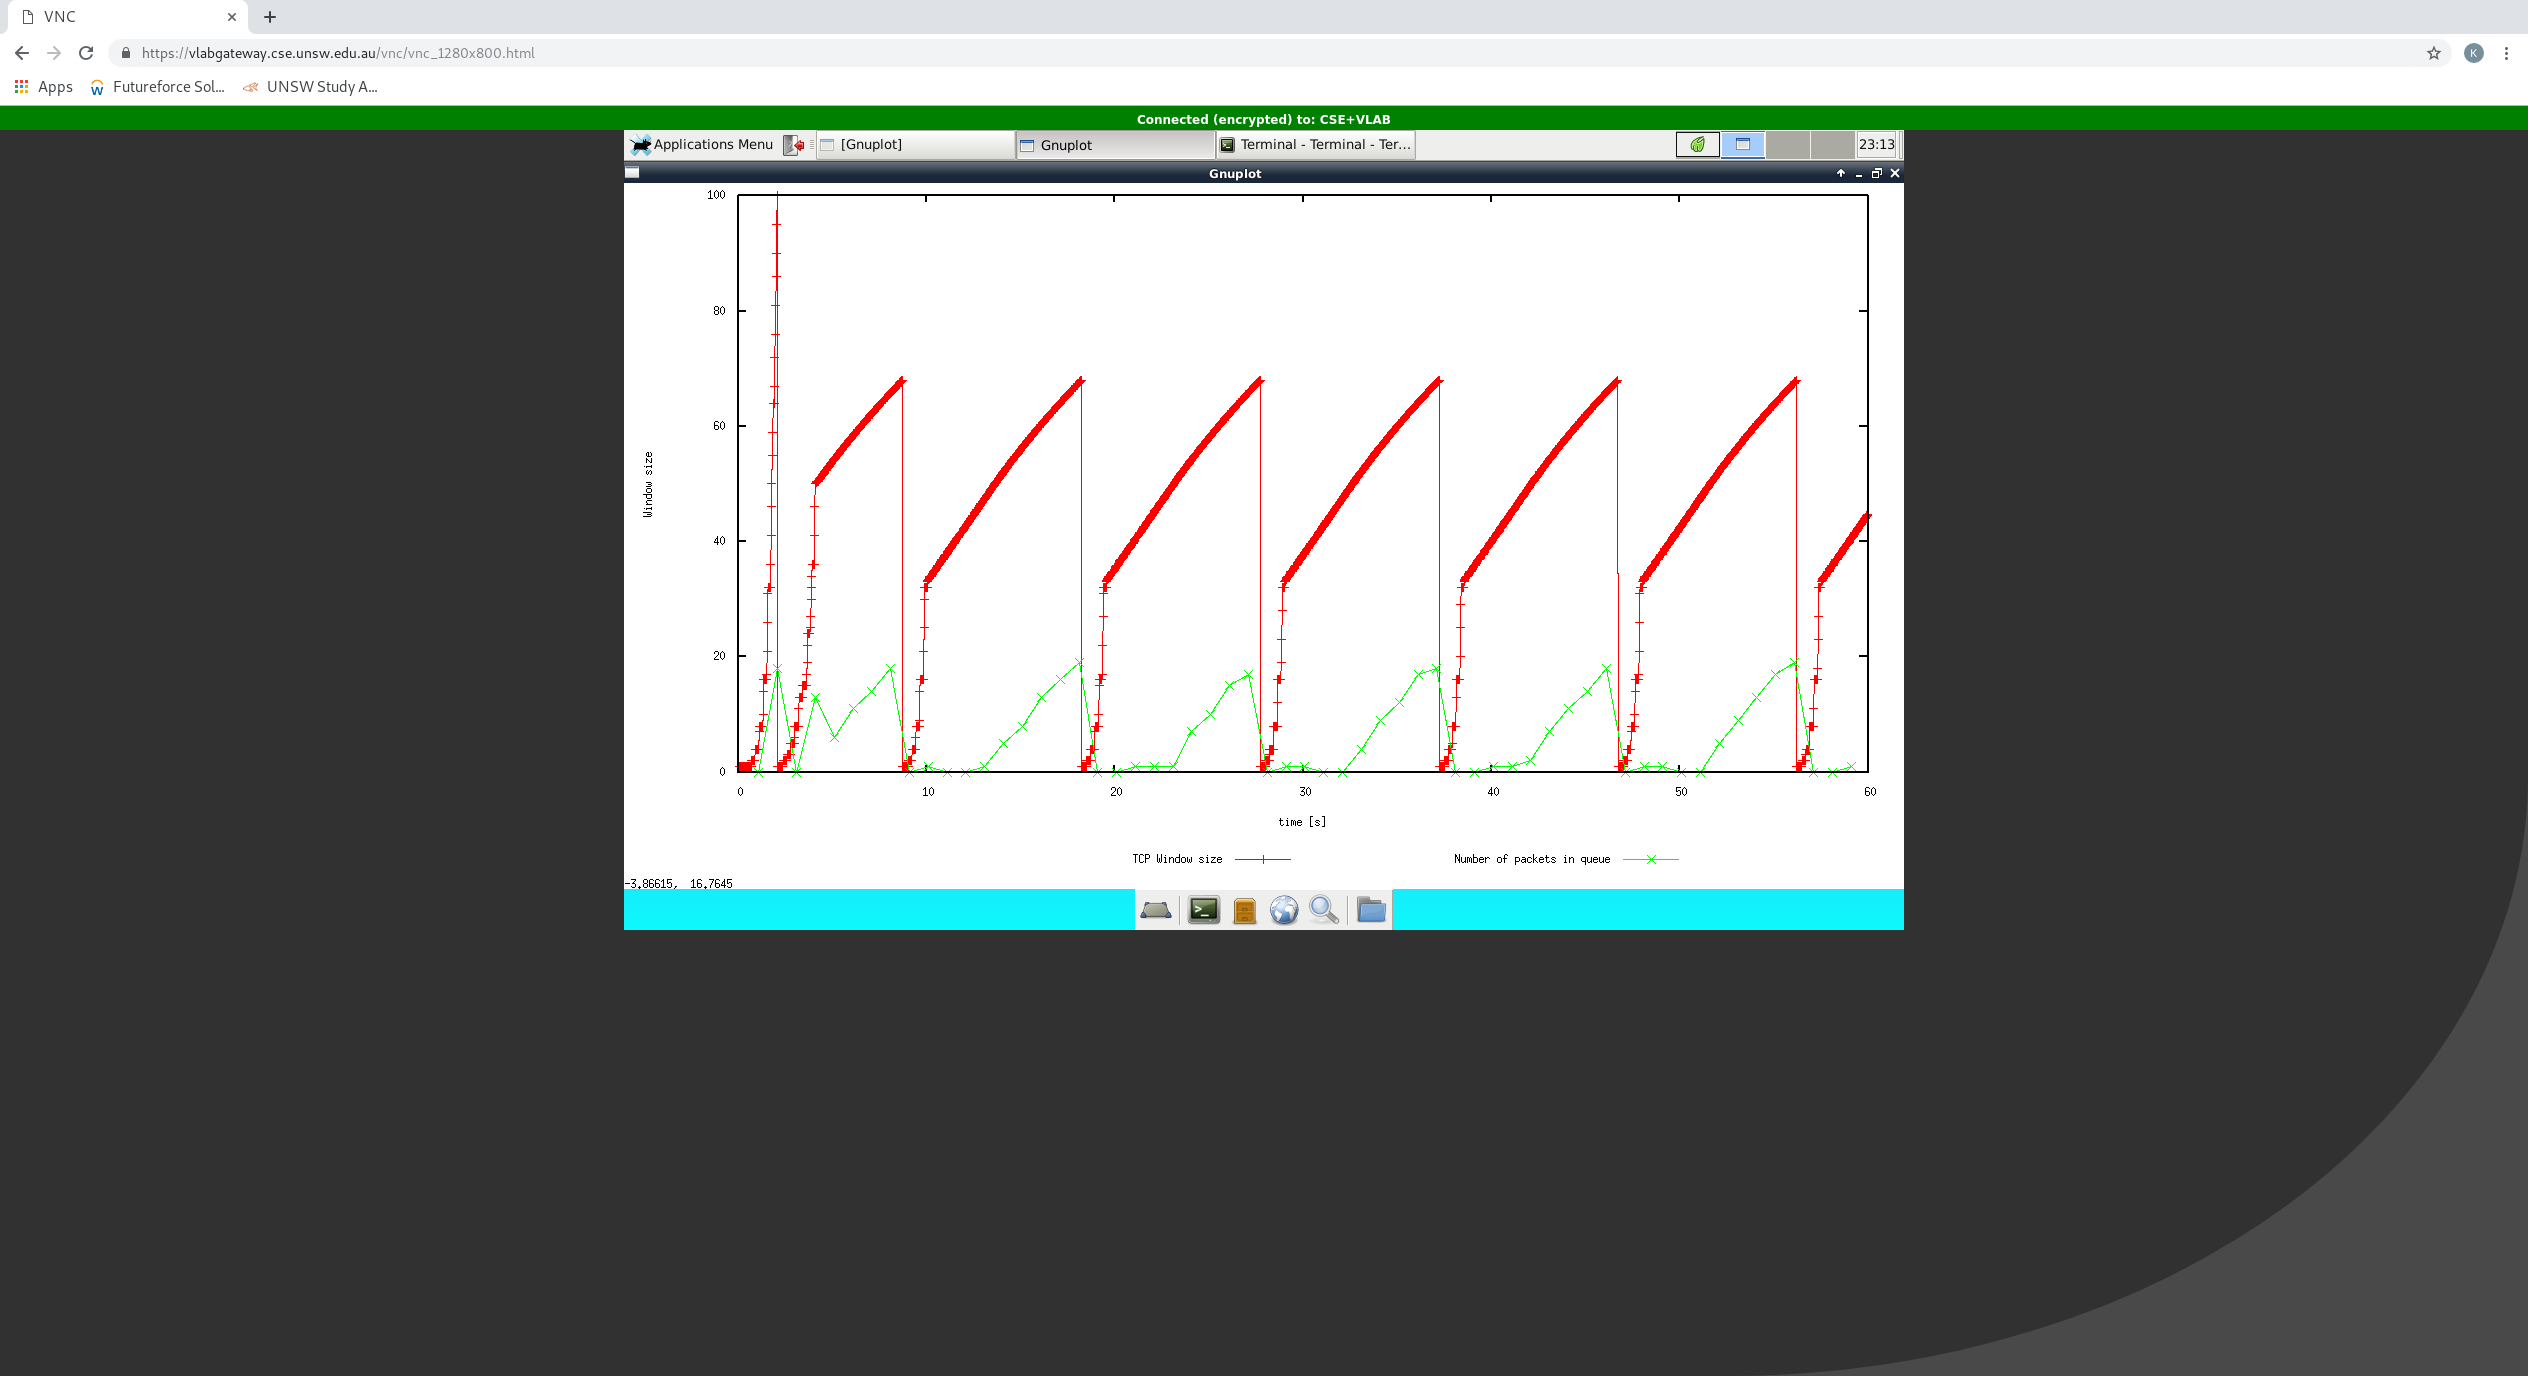 VNC
https://vlabgateway.cse.unsw.edu.au/vnc/vnc_1280x800.html
K
Apps
Futureforce Sol...
UNSW Study A...
Connected (encrypted) to: CSE+VLAB
Applications Menu
[Gnuplot]
Gnuplot
Terminal - Terminal - Ter...
23:13
Gnuplot
100
80
60
40
20
0
Window size
0 10 20 30 40 50 60
time [s]
TCP Window size
Number of packets in queue
-3.86615, 16.7645